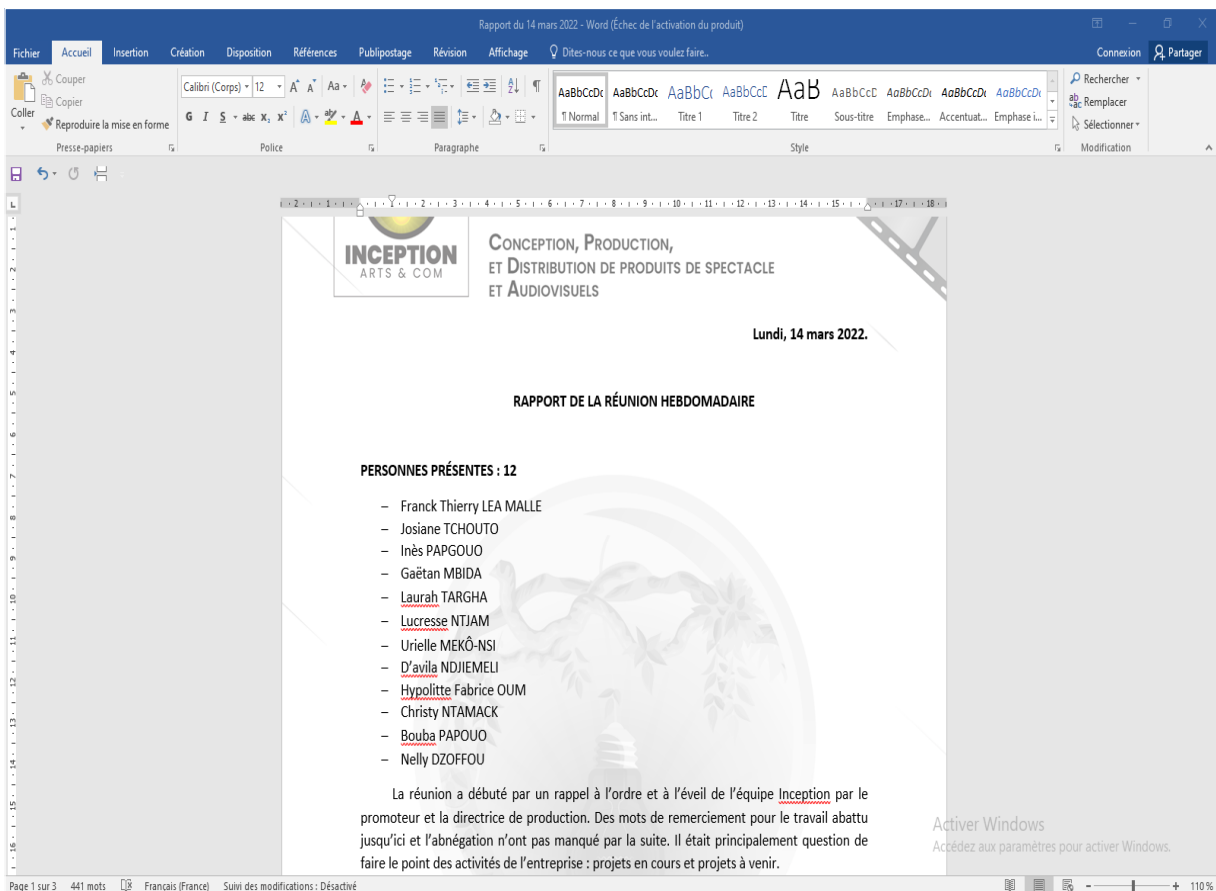 Rapport du 14 mars 2022 - Word (Échec de l'activation du produit)
Fichier Accueil Insertion Création Disposition Références Publipostage Révision Affichage Dites-nous ce que vous voulez faire.. Connexion Partager
Coller
Couper
Copier
Reproduire la mise en forme
Presse-papiers
Calibri (Corps) 12
Police
Paragraphe
AaBbCcDc AaBbCcDc AaBbCc AaBbCcC AaB AaBbCcC AaBbCcDc AaBbCcDc AaBbCcDc
¶ Normal ¶ Sans int... Titre 1 Titre 2 Titre Sous-titre Emphase... Accentuat... Emphase i...
Style
Rechercher
Remplacer
Sélectionner
Modification
INCEPTION
ARTS & COM
CONCEPTION, PRODUCTION,
ET DISTRIBUTION DE PRODUITS DE SPECTACLE
ET AUDIOVISUELS
Lundi, 14 mars 2022.
RAPPORT DE LA RÉUNION HEBDOMADAIRE
PERSONNES PRÉSENTES : 12
– Franck Thierry LEA MALLE
– Josiane TCHOUTO
– Inès PAPGOUO
– Gaëtan MBIDA
– Laurah TARGHA
– Lucresse NTJAM
– Urielle MEKÔ-NSI
– D'avila NDJIEMELI
– Hypolitte Fabrice OUM
– Christy NTAMACK
– Bouba PAPOUO
– Nelly DZOFFOU
La réunion a débuté par un rappel à l'ordre et à l'éveil de l'équipe Inception par le
promoteur et la directrice de production. Des mots de remerciement pour le travail abattu
jusqu'ici et l'abnégation n'ont pas manqué par la suite. Il était principalement question de
faire le point des activités de l'entreprise : projets en cours et projets à venir.
Activer Windows
Accédez aux paramètres pour activer Windows.
Page 1 sur 3 441 mots Français (France) Suivi des modifications : Désactivé 110 %